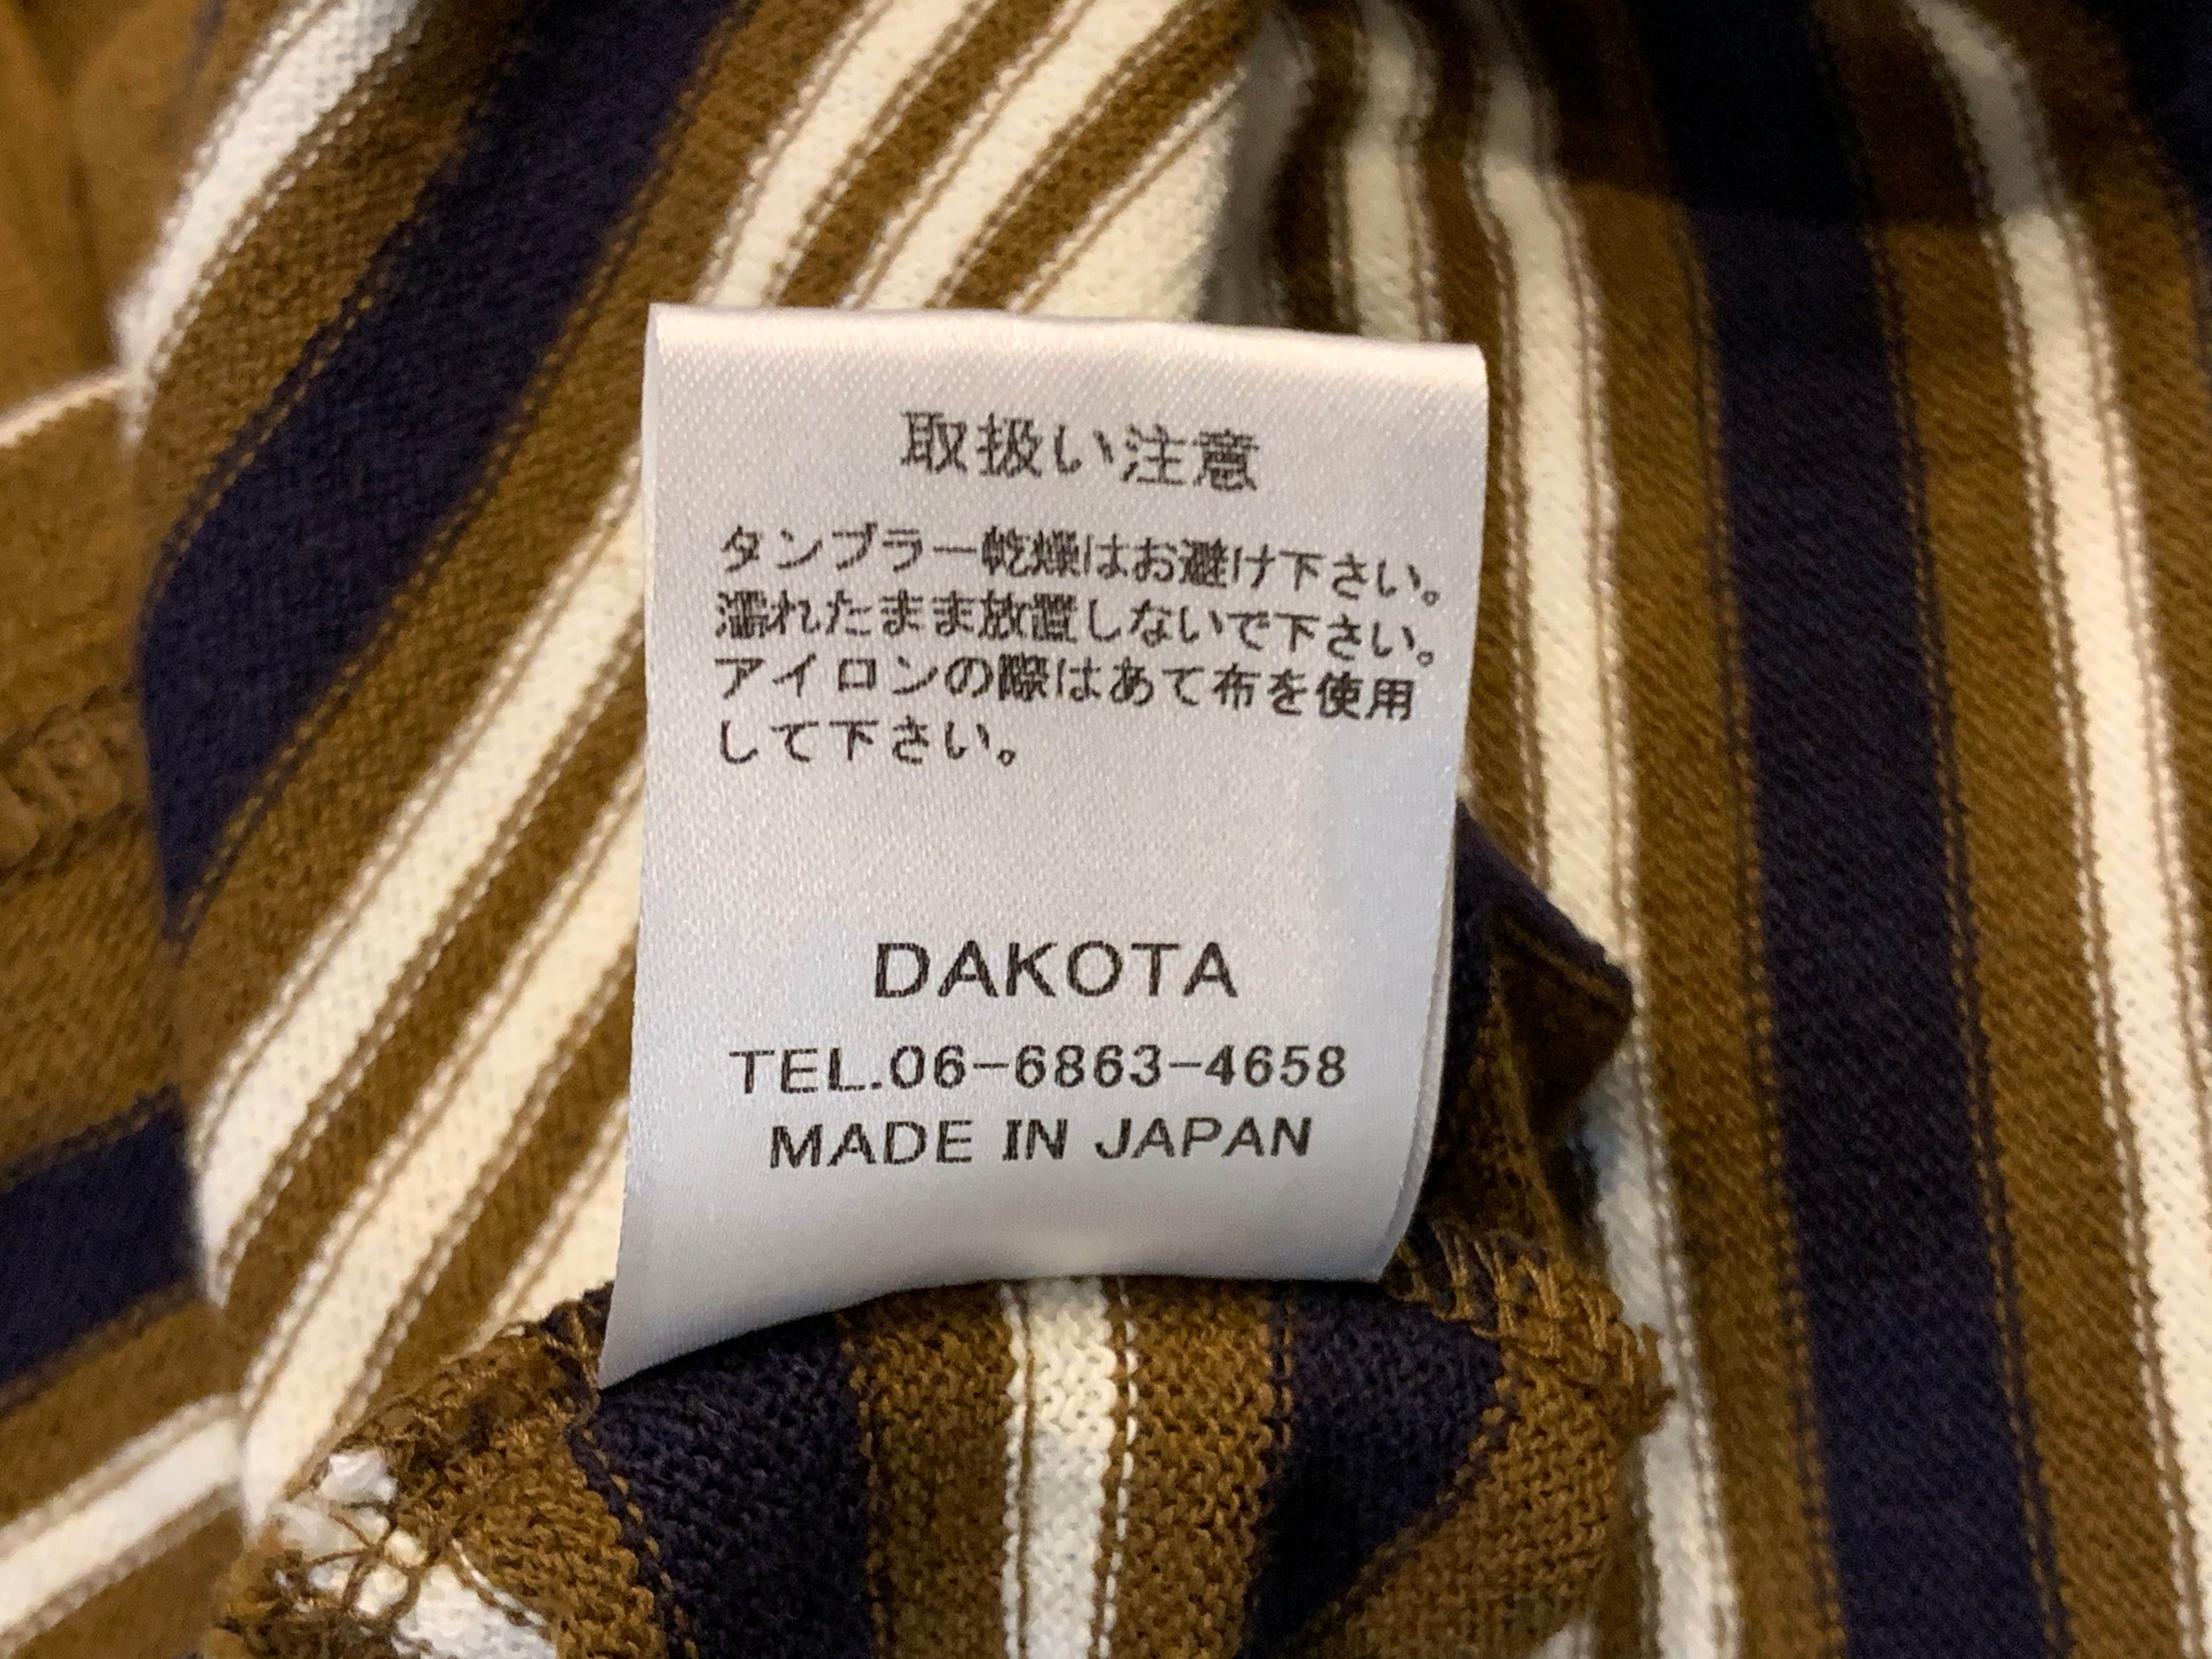 取扱い注意
タンブラー乾燥はお避け下さい。
濡れたまま放置しないで下さい。
アイロンの際はあて布を使用
して下さい。
DAKOTA
TEL.06-6863-4658
MADE IN JAPAN